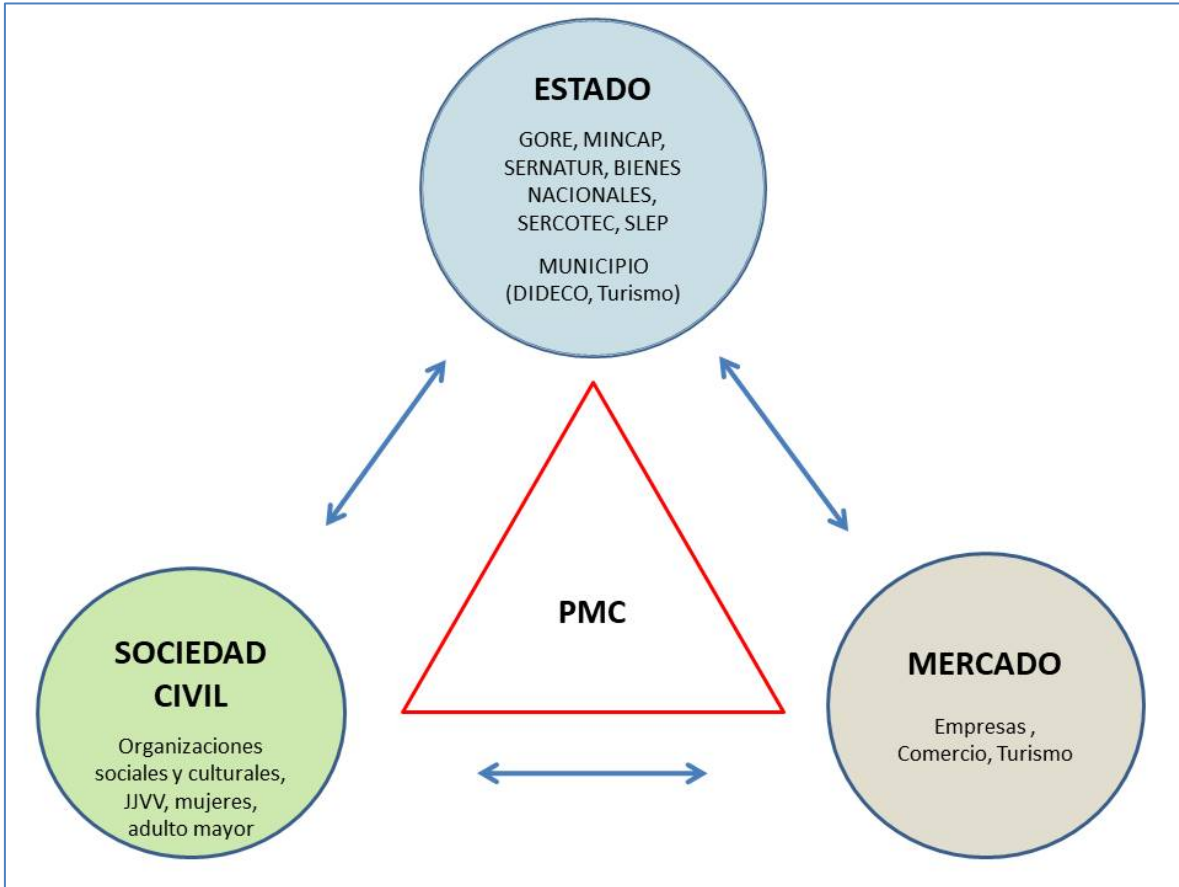 ESTADO
GORE, MINCAP,
SERNATUR, BIENES
NACIONALES,
SERCOTEC, SLEP
MUNICIPIO
(DIDECO, Turismo)
PMC
SOCIEDAD
CIVIL
Organizaciones
sociales y culturales,
JJVV, mujeres,
adulto mayor
MERCADO
Empresas ,
Comercio, Turismo